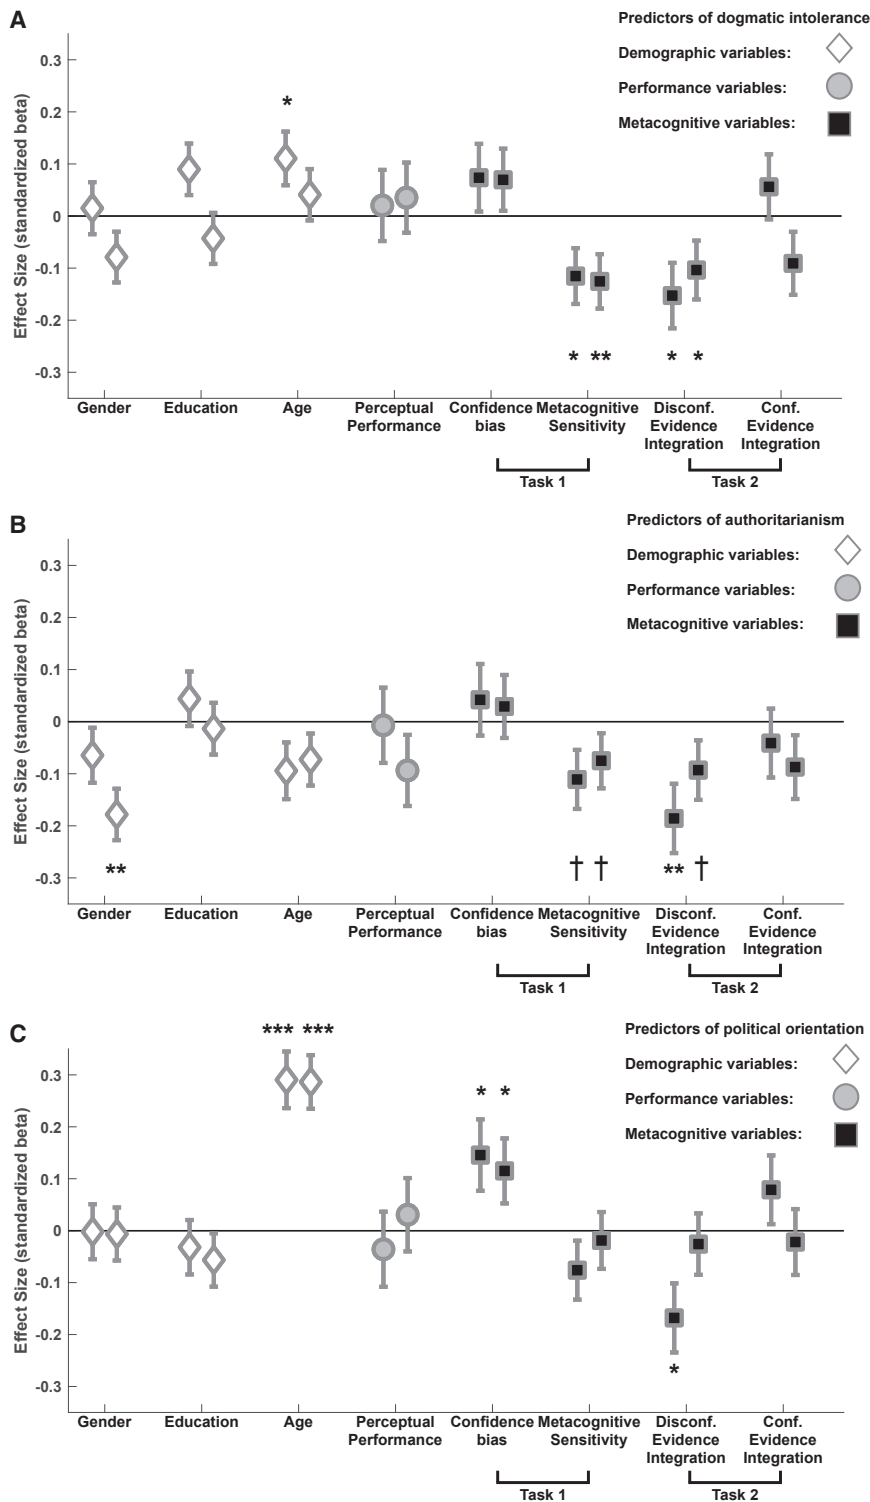 A
Predictors of dogmatic intolerance
Demographic variables:
Performance variables:
Metacognitive variables:
Effect Size (standardized beta)
0.3
0.2
0.1
0
-0.1
-0.2
-0.3
*
* ** * *
Gender Education Age Perceptual Confidence Metacognitive Disconf. Conf.
Performance bias Sensitivity Evidence Evidence
Integration Integration
Task 1 Task 2
B
Predictors of authoritarianism
Demographic variables:
Performance variables:
Metacognitive variables:
Effect Size (standardized beta)
0.3
0.2
0.1
0
-0.1
-0.2
-0.3
** † † ** †
Gender Education Age Perceptual Confidence Metacognitive Disconf. Conf.
Performance bias Sensitivity Evidence Evidence
Integration Integration
Task 1 Task 2
C
Predictors of political orientation
Demographic variables:
Performance variables:
Metacognitive variables:
Effect Size (standardized beta)
0.3
0.2
0.1
0
-0.1
-0.2
-0.3
*** ***
* *
*
Gender Education Age Perceptual Confidence Metacognitive Disconf. Conf.
Performance bias Sensitivity Evidence Evidence
Integration Integration
Task 1 Task 2